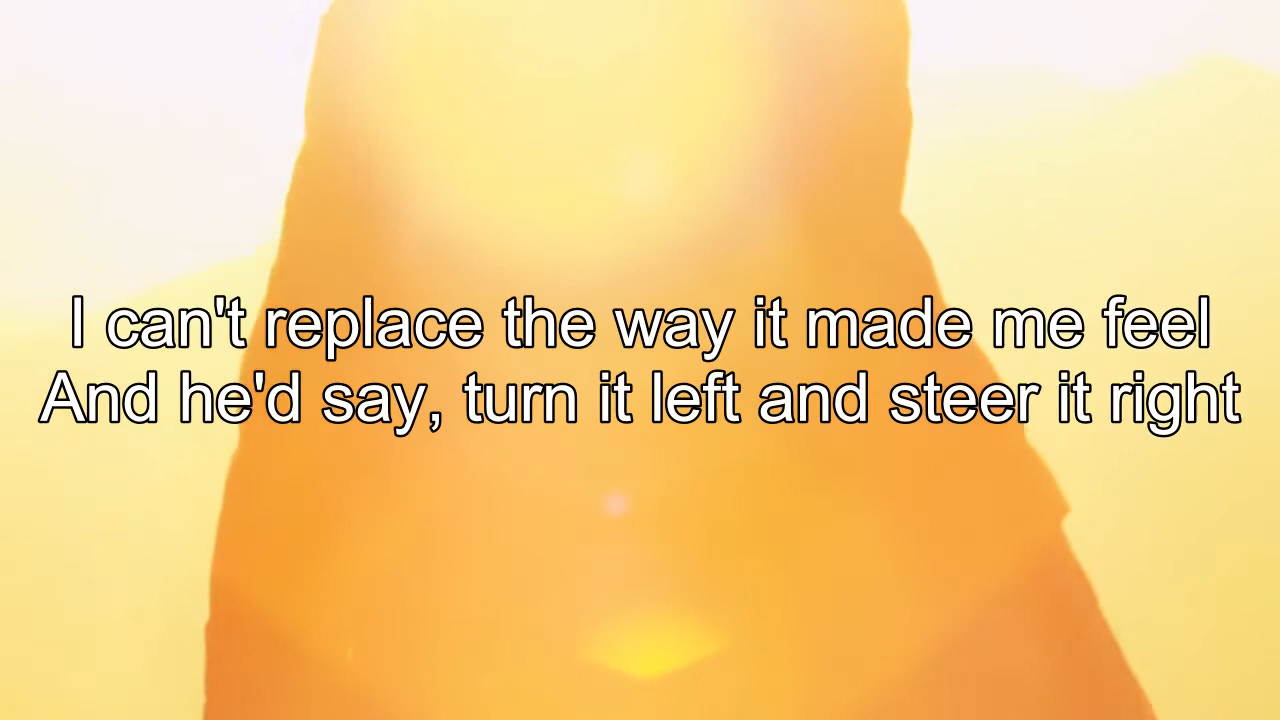 I can't replace the way it made me feel
And he'd say, turn it left and steer it right